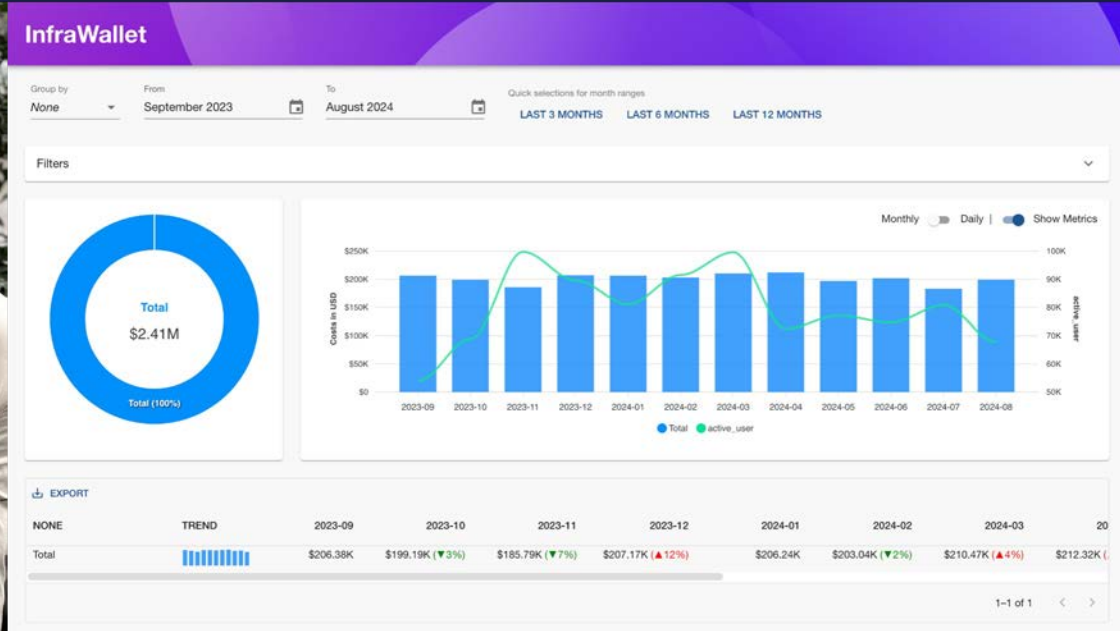 InfraWallet
Group by
None
From
September 2023
To
August 2024
Quick selections for month ranges
LAST 3 MONTHS LAST 6 MONTHS LAST 12 MONTHS
Filters
Total
$2.41M
Total (100%)
Monthly Daily | Show Metrics
Costs in USD
$250K
$200K
$150K
$100K
$50K
$0
100K
90K
80K
70K
60K
50K
active_user
2023-09 2023-10 2023-11 2023-12 2024-01 2024-02 2024-03 2024-04 2024-05 2024-06 2024-07 2024-08
Total active_user
EXPORT
NONE TREND 2023-09 2023-10 2023-11 2023-12 2024-01 2024-02 2024-03 20
Total $206.38K $199.19K (▼3%) $185.79K (▼7%) $207.17K (▲12%) $206.24K $203.04K (▼2%) $210.47K (▲4%) $212.32K (
1–1 of 1